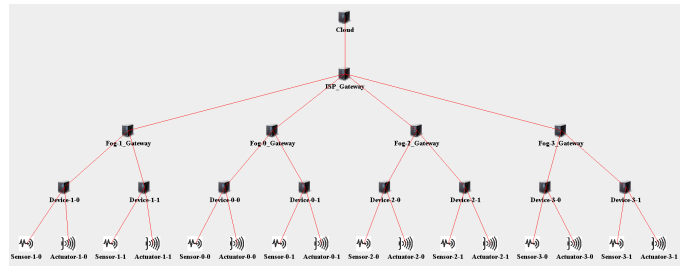 Cloud
ISP_Gateway
Fog-1_Gateway Fog-0_Gateway Fog-2_Gateway Fog-3_Gateway
Device-1-0 Device-1-1 Device-0-0 Device-0-1 Device-2-0 Device-2-1 Device-3-0 Device-3-1
Sensor-1-0 Actuator-1-0 Sensor-1-1 Actuator-1-1 Sensor-0-0 Actuator-0-0 Sensor-0-1 Actuator-0-1 Sensor-2-0 Actuator-2-0 Sensor-2-1 Actuator-2-1 Sensor-3-0 Actuator-3-0 Sensor-3-1 Actuator-3-1